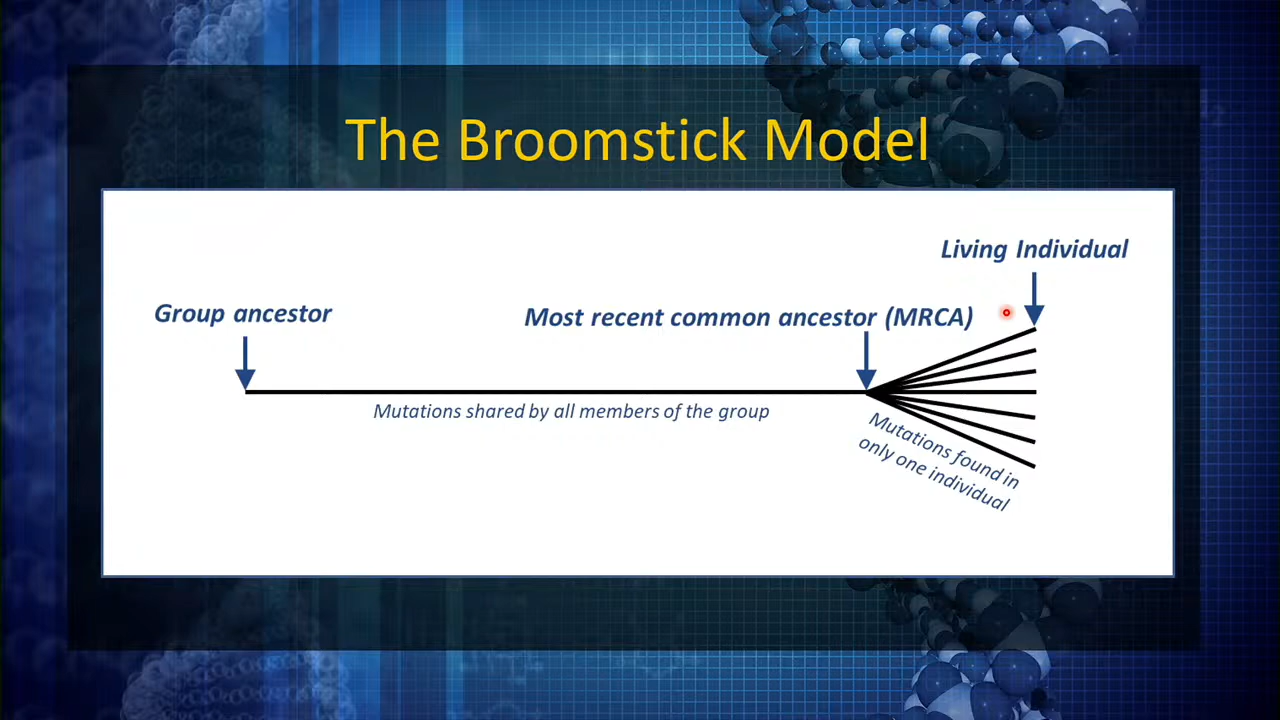 The Broomstick Model
Living Individual
Group ancestor
Most recent common ancestor (MRCA)
Mutations shared by all members of the group
Mutations found in
only one individual